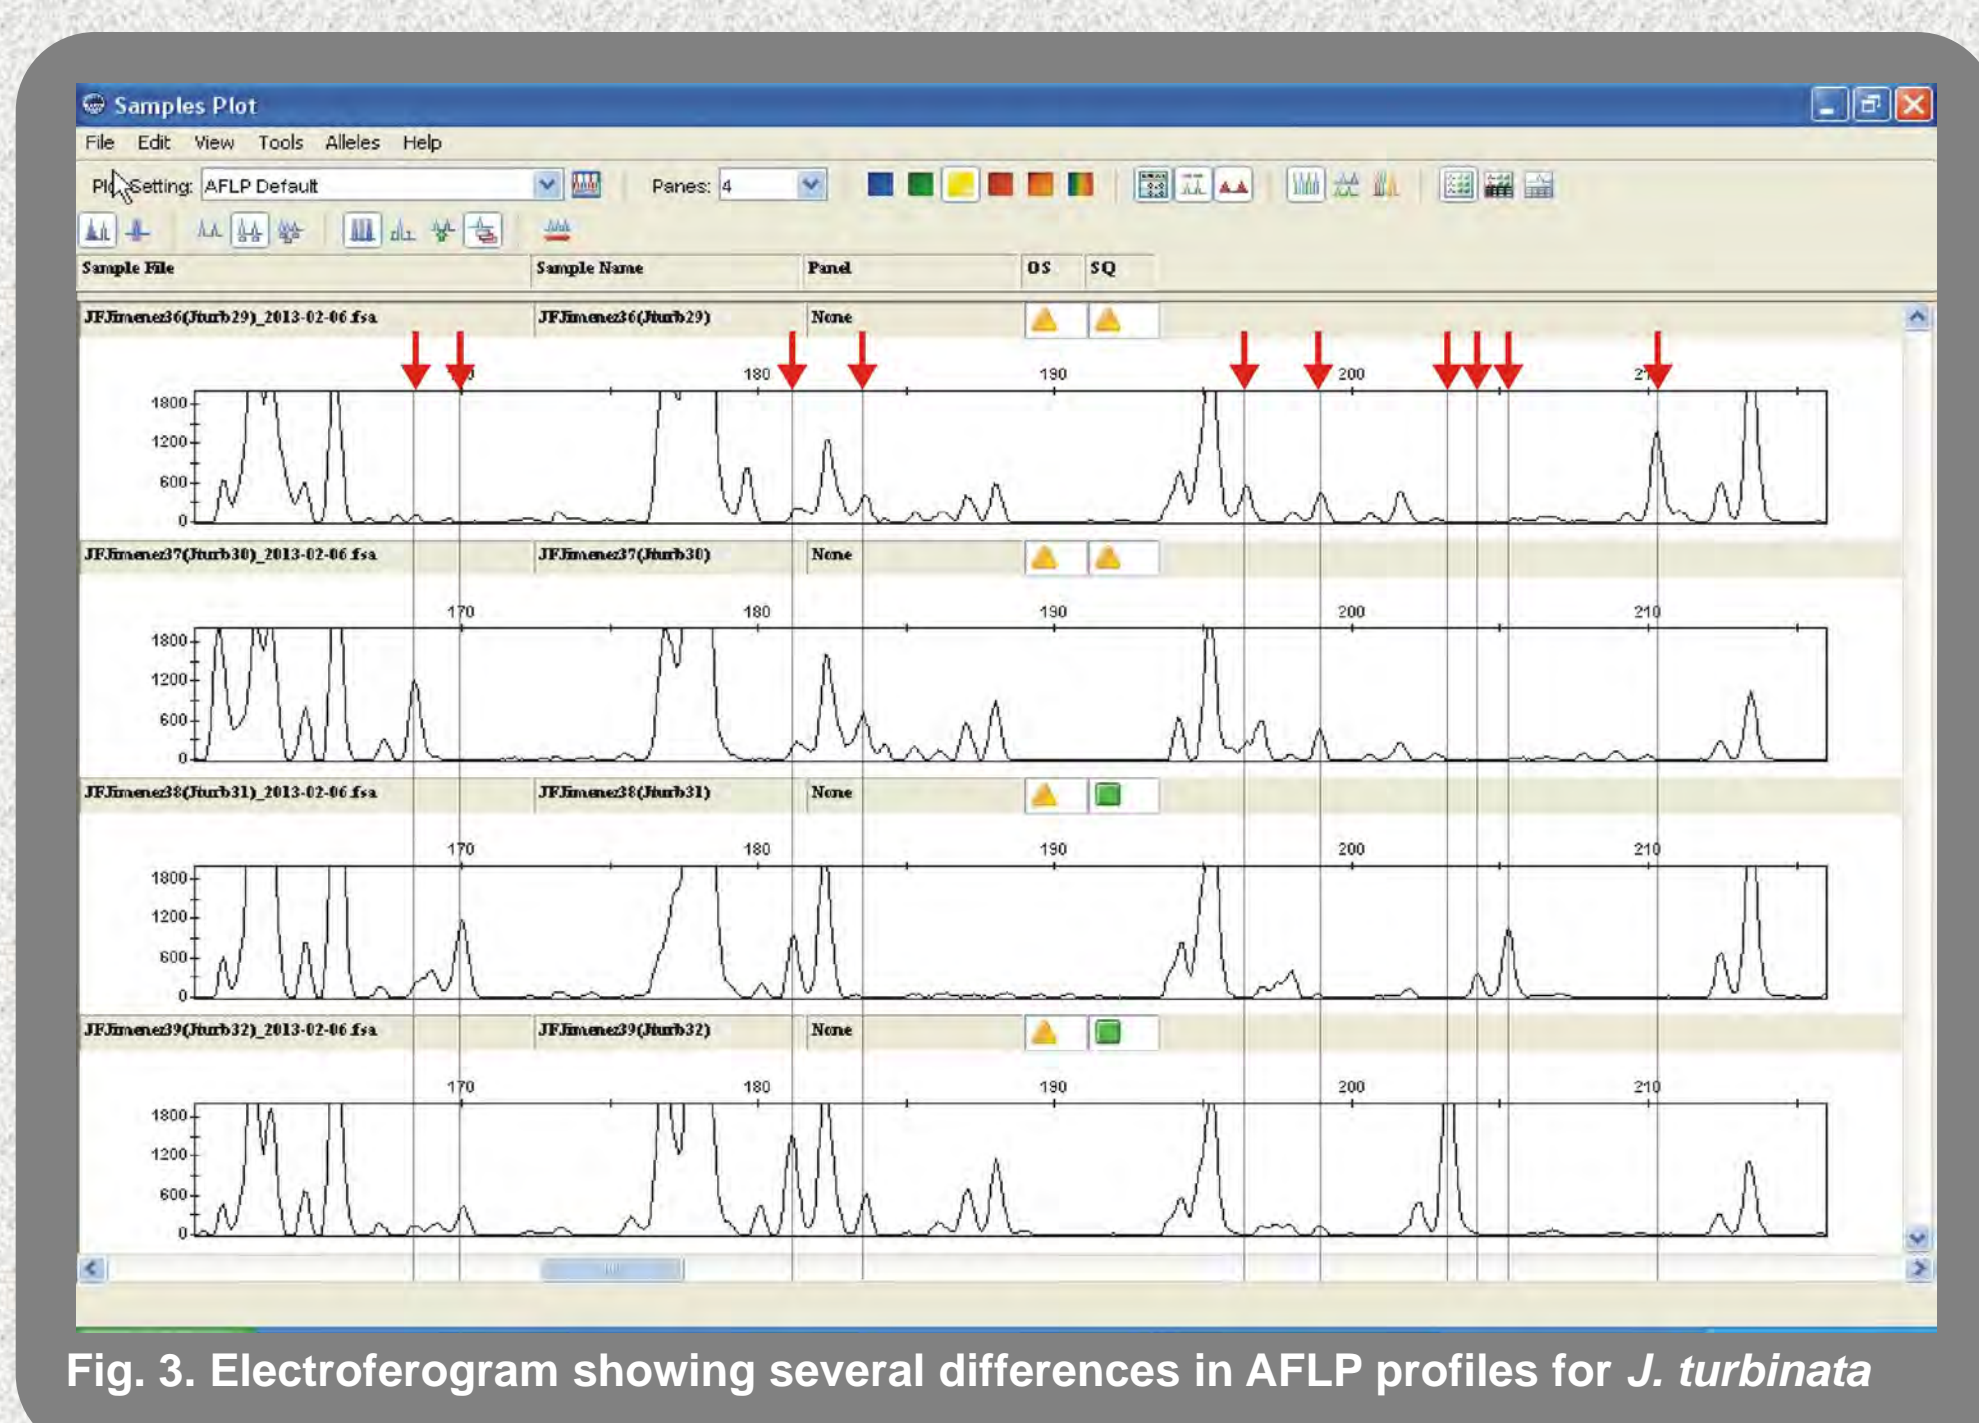 Samples Plot
File Edit View Tools Alleles Help
Plot Setting: AFLP Default Panes: 4
Sample File Sample Name Panel OS SQ
JFJimenez36(Jturb29)_2013-02-06.fsa JFJimenez36(Jturb29) None
180 190 200
1800
1200
600
0
JFJimenez37(Jturb30)_2013-02-06.fsa JFJimenez37(Jturb30) None
170 180 190 200 210
1800
1200
600
0
JFJimenez38(Jturb31)_2013-02-06.fsa JFJimenez38(Jturb31) None
170 180 190 200 210
1800
1200
600
0
JFJimenez39(Jturb32)_2013-02-06.fsa JFJimenez39(Jturb32) None
170 180 190 200 210
1800
1200
600
0
Fig. 3. Electroferogram showing several differences in AFLP profiles for J. turbinata